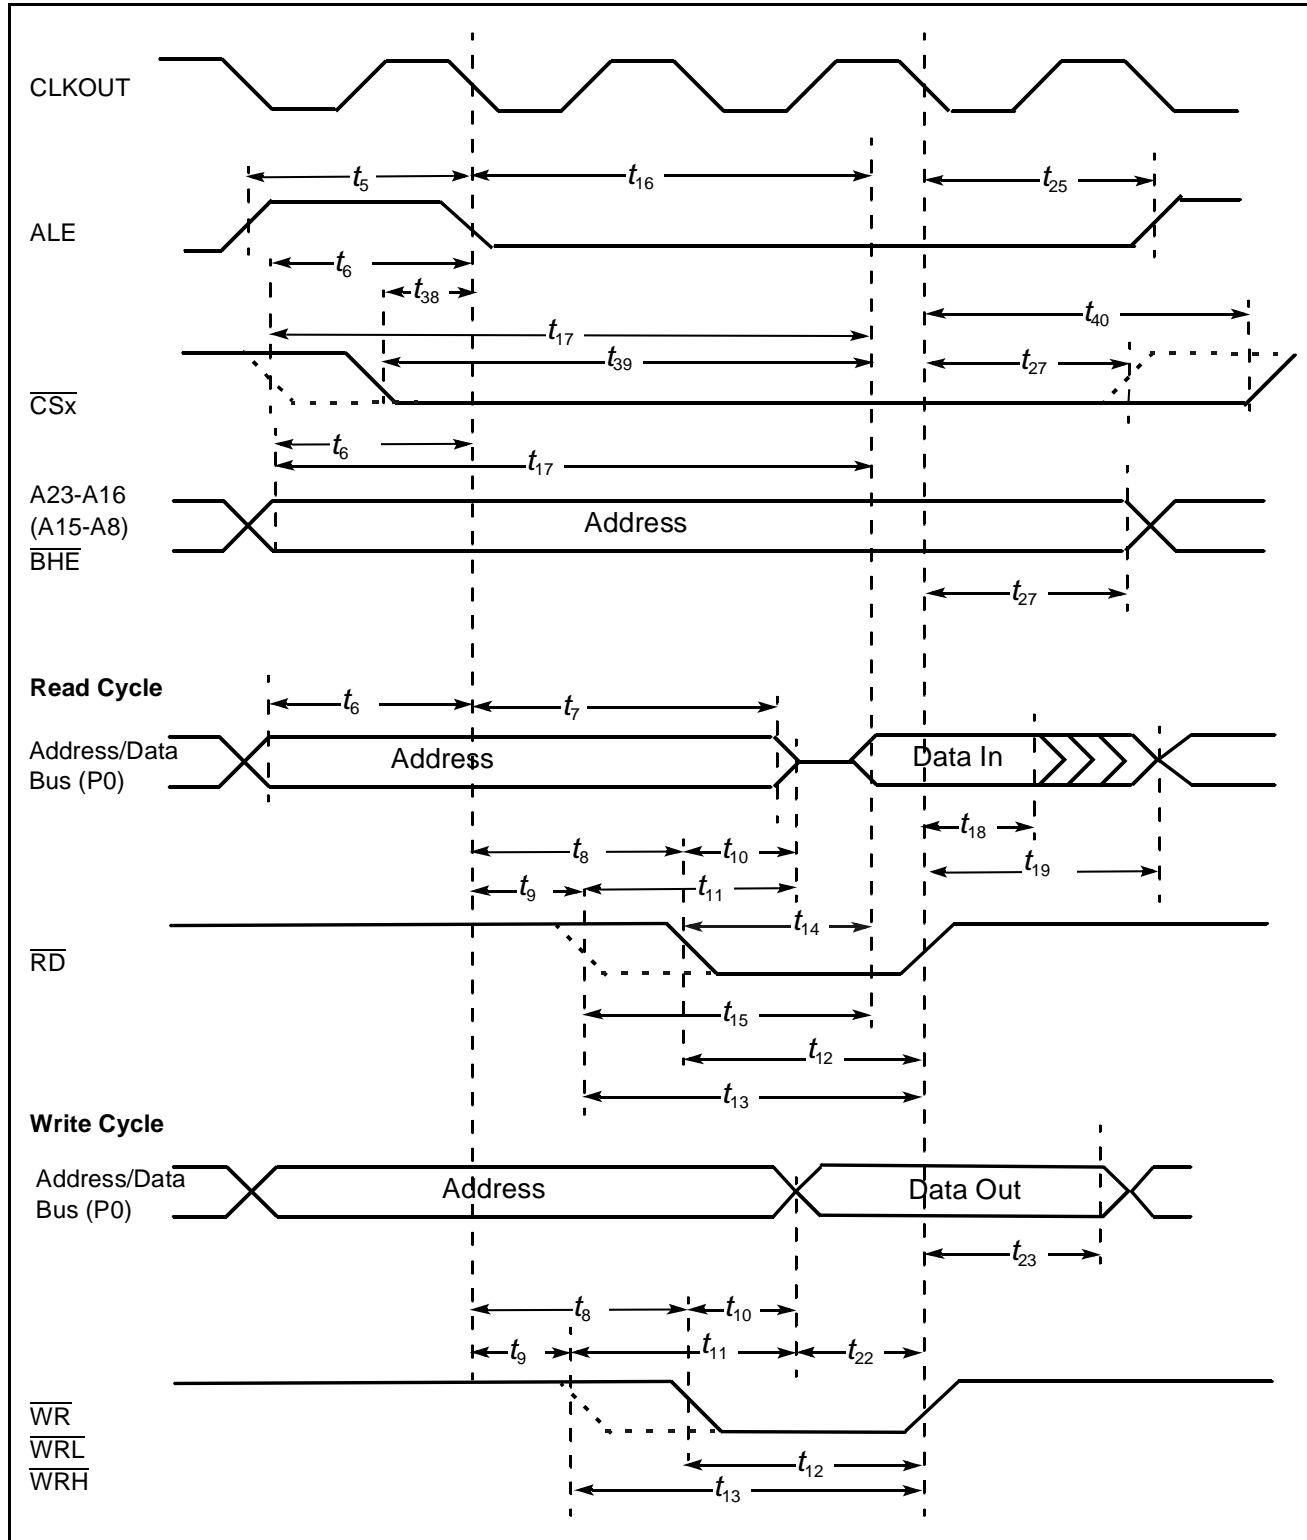 CLKOUT
t5
t16
t25
ALE
t6
t38
t40
t17
t39
t27
CSx
t6
t17
A23-A16
(A15-A8)
BHE
Address
t27
Read Cycle
t6
t7
Address/Data
Bus (P0)
Address
Data In
t18
t8
t10
t19
t9
t11
t14
RD
t15
t12
t13
Write Cycle
Address/Data
Bus (P0)
Address
Data Out
t23
t8
t10
t9
t11
t22
WR
WRL
WRH
t12
t13